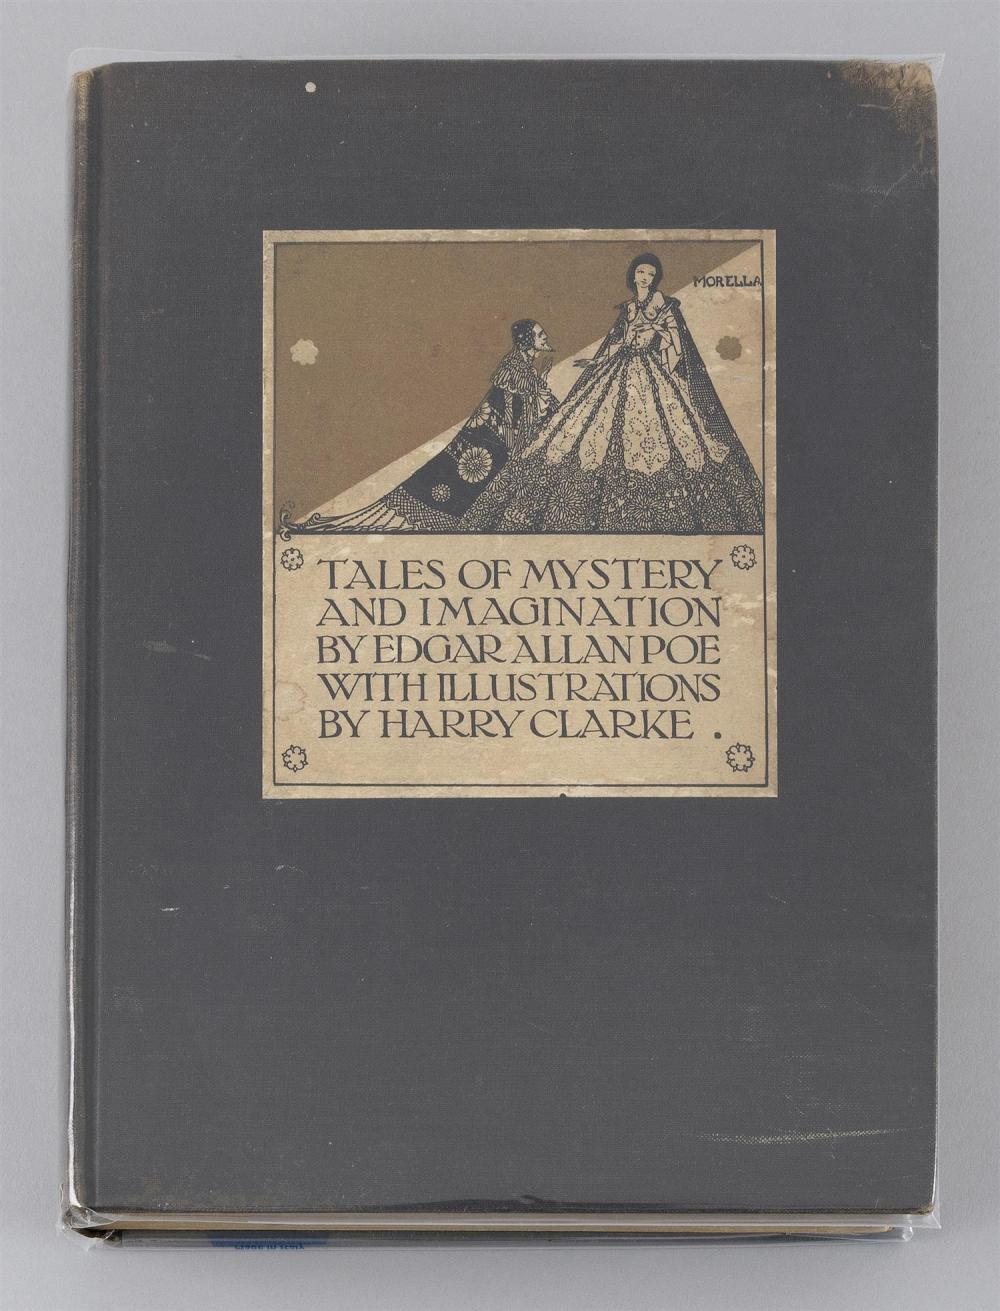 MORELLA
TALES OF MYSTERY
AND IMAGINATION
BY EDGAR ALLAN POE
WITH ILLUSTRATIONS
BY HARRY CLARKE .